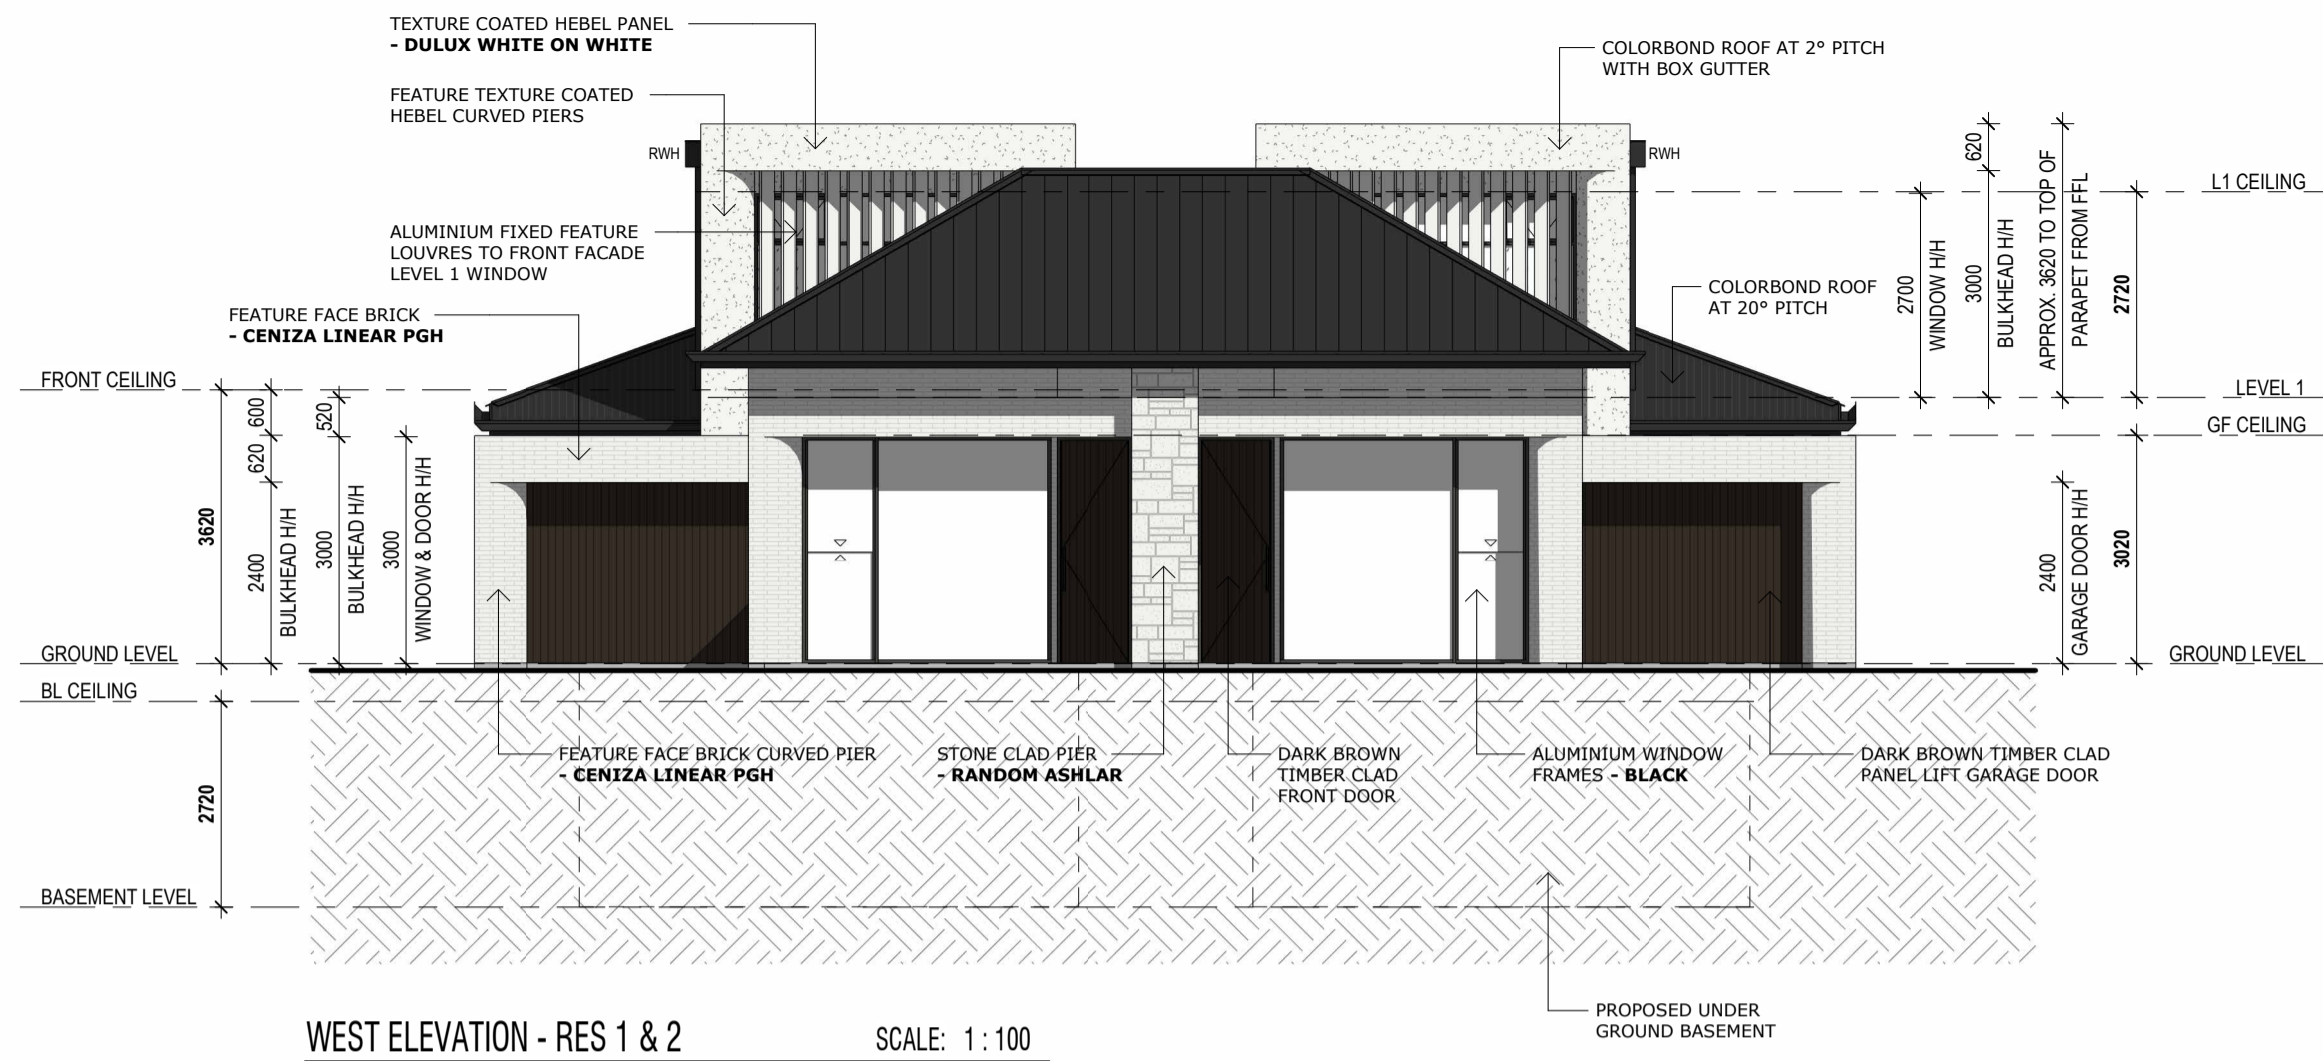 TEXTURE COATED HEBEL PANEL
- DULUX WHITE ON WHITE
FEATURE TEXTURE COATED
HEBEL CURVED PIERS
RWH
ALUMINIUM FIXED FEATURE
LOUVRES TO FRONT FACADE
LEVEL 1 WINDOW
FEATURE FACE BRICK
- CENIZA LINEAR PGH
COLORBOND ROOF AT 2° PITCH
WITH BOX GUTTER
RWH
COLORBOND ROOF
AT 20° PITCH
620
3000
BULKHEAD H/H
2700
WINDOW H/H
APPROX. 3620 TO TOP OF
PARAPET FROM FFL
2720
L1 CEILING
LEVEL 1
GF CEILING
FRONT CEILING
600
520
620
3620
2400
BULKHEAD H/H
3000
BULKHEAD H/H
3000
WINDOW & DOOR H/H
2400
GARAGE DOOR H/H
3020
GROUND LEVEL
GROUND LEVEL
BL CEILING
2720
BASEMENT LEVEL
FEATURE FACE BRICK CURVED PIER
- CENIZA LINEAR PGH
STONE CLAD PIER
- RANDOM ASHLAR
DARK BROWN
TIMBER CLAD
FRONT DOOR
ALUMINIUM WINDOW
FRAMES - BLACK
DARK BROWN TIMBER CLAD
PANEL LIFT GARAGE DOOR
PROPOSED UNDER
GROUND BASEMENT
WEST ELEVATION - RES 1 & 2
SCALE: 1 : 100